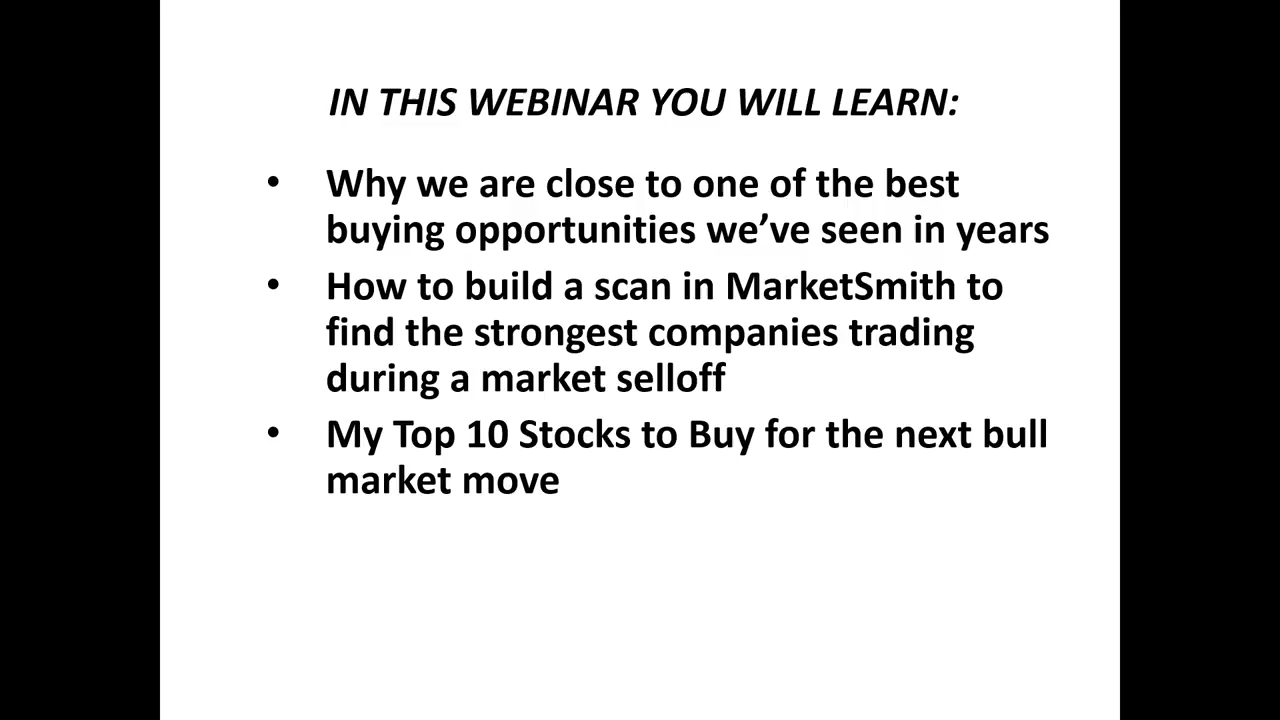 IN THIS WEBINAR YOU WILL LEARN:
• Why we are close to one of the best
buying opportunities we’ve seen in years
• How to build a scan in MarketSmith to
find the strongest companies trading
during a market selloff
• My Top 10 Stocks to Buy for the next bull
market move